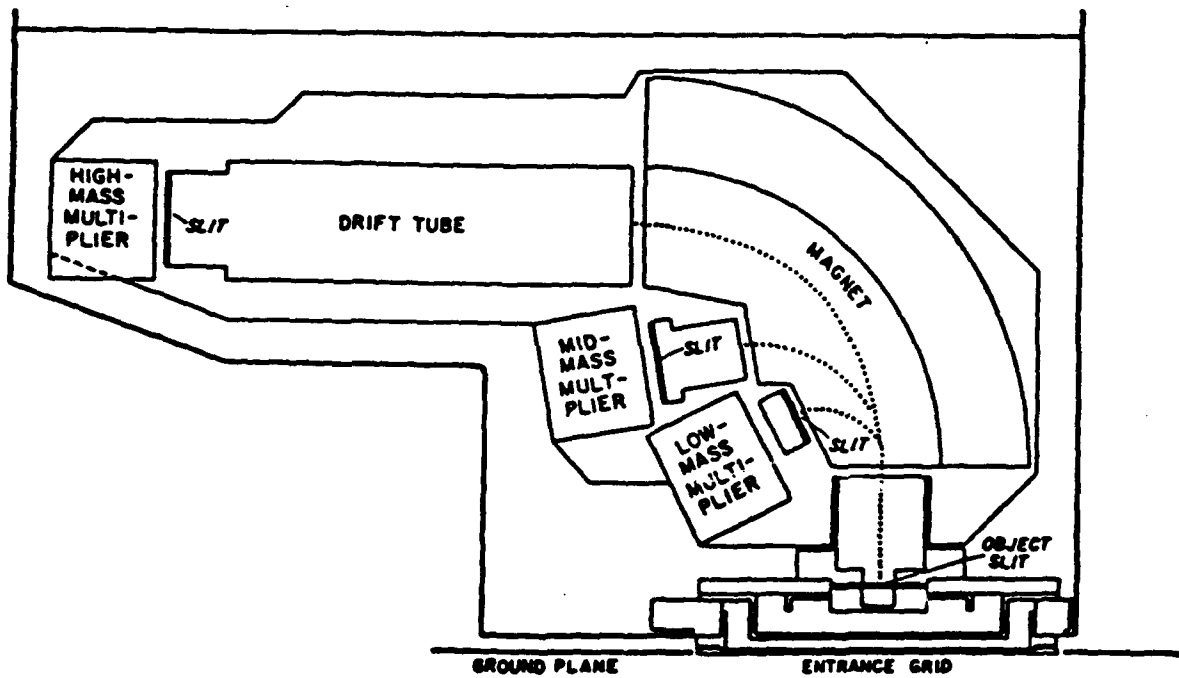 HIGH-
MASS
MULTI-
PLIER
SLIT
DRIFT TUBE
MAGNET
MID-
MASS
MULT-
PLIER
SLIT
SLIT
LOW-
MASS
MULTI-
PLIER
OBJECT
SLIT
GROUND PLANE
ENTRANCE GRID